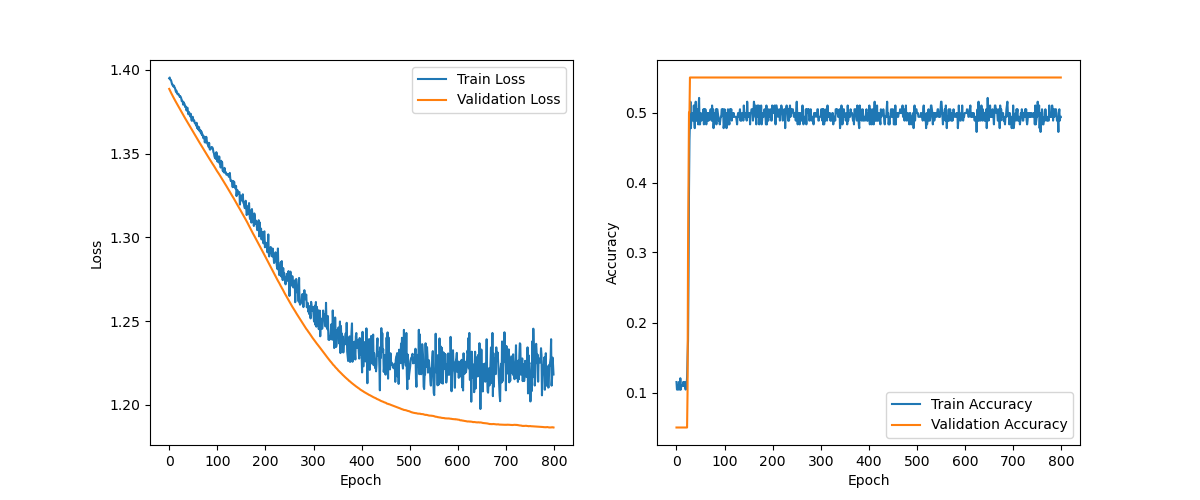 1.40
1.35
1.30
1.25
1.20
Loss
0 100 200 300 400 500 600 700 800
Epoch
Train Loss
Validation Loss
0.5
0.4
0.3
0.2
0.1
Accuracy
0 100 200 300 400 500 600 700 800
Epoch
Train Accuracy
Validation Accuracy